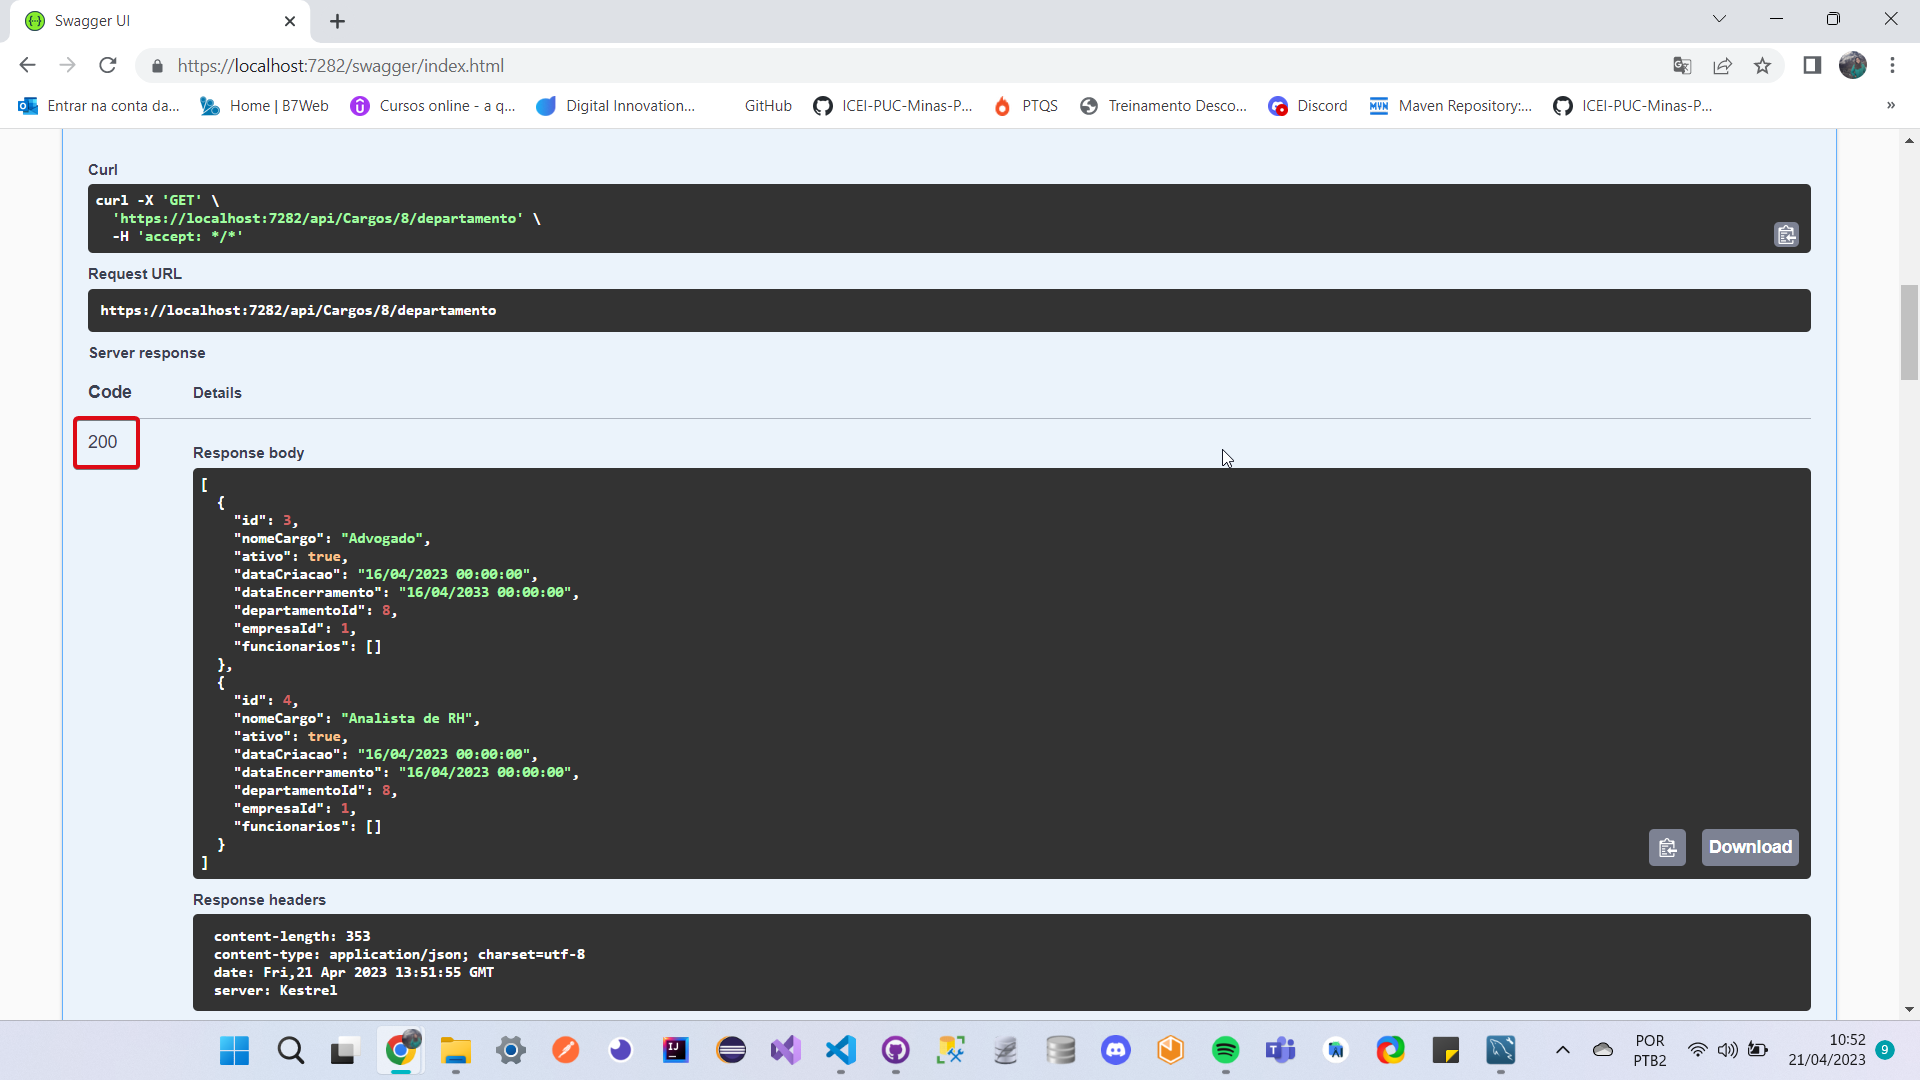 Swagger UI
https://localhost:7282/swagger/index.html
Entrar na conta da...
Home | B7Web
Cursos online - a q...
Digital Innovation...
GitHub
ICEI-PUC-Minas-P...
PTQS
Treinamento Desco...
Discord
MVN
Maven Repository:...
ICEI-PUC-Minas-P...
»
Curl
curl -X 'GET' \
'https://localhost:7282/api/Cargos/8/departamento' \
-H 'accept: */*'
Request URL
https://localhost:7282/api/Cargos/8/departamento
Server response
Code Details
200
Response body
[
{
"id": 3,
"nomeCargo": "Advogado",
"ativo": true,
"dataCriacao": "16/04/2023 00:00:00",
"dataEncerramento": "16/04/2033 00:00:00",
"departamentoId": 8,
"empresaId": 1,
"funcionarios": []
},
{
"id": 4,
"nomeCargo": "Analista de RH",
"ativo": true,
"dataCriacao": "16/04/2023 00:00:00",
"dataEncerramento": "16/04/2023 00:00:00",
"departamentoId": 8,
"empresaId": 1,
"funcionarios": []
}
]
Download
Response headers
content-length: 353
content-type: application/json; charset=utf-8
date: Fri,21 Apr 2023 13:51:55 GMT
server: Kestrel
POR
PTB2
10:52
21/04/2023
9